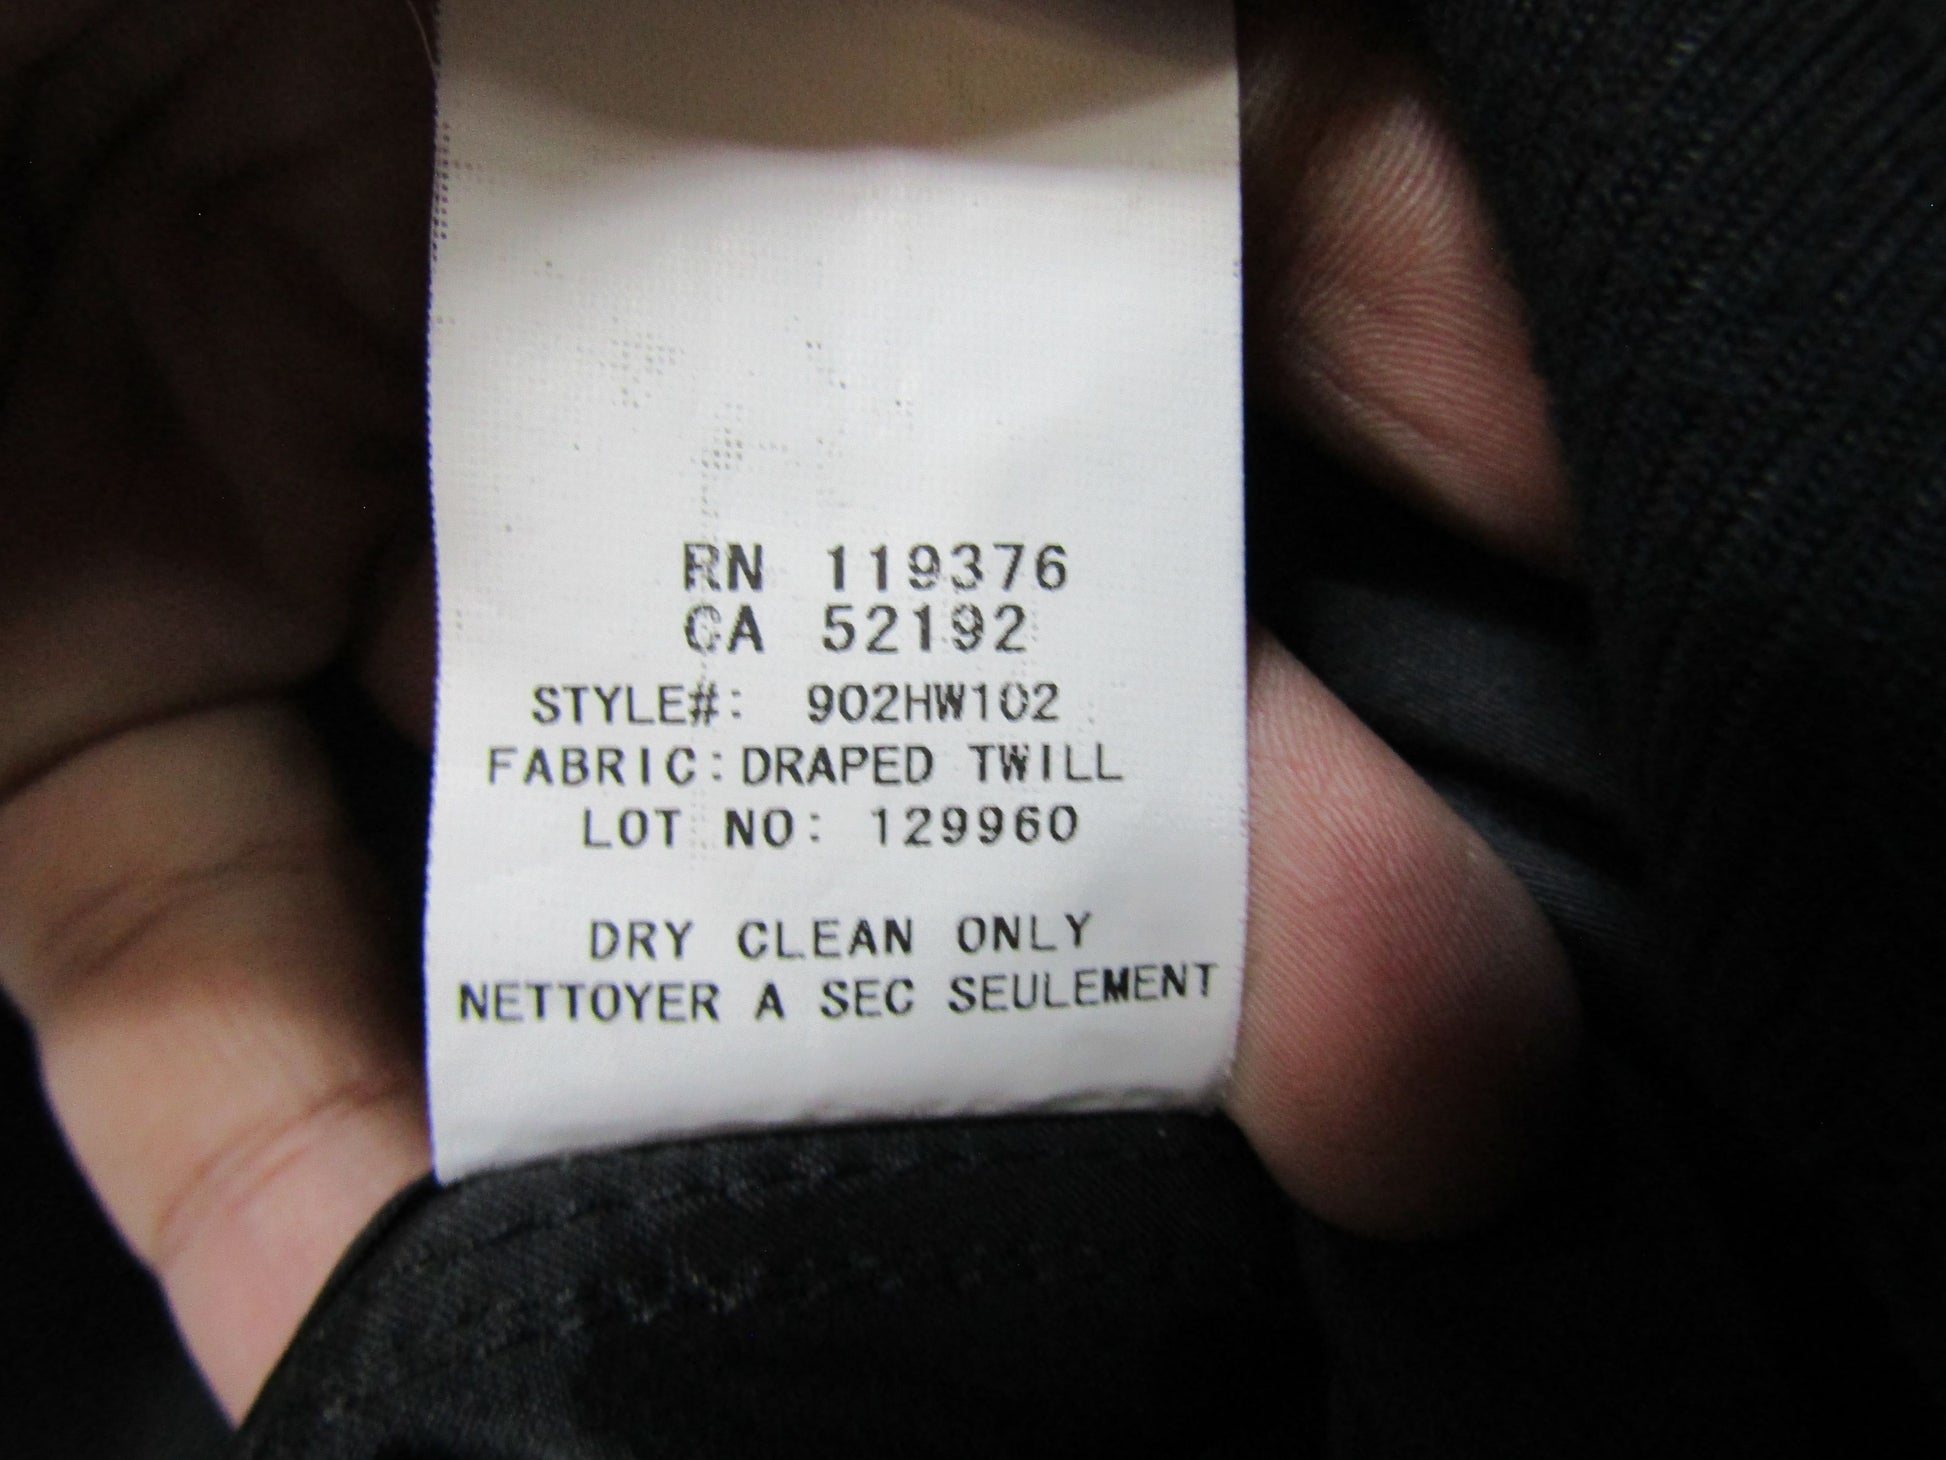 RN 119376
CA 52192
STYLE#: 902HW102
FABRIC: DRAPED TWILL
LOT NO: 129960
DRY CLEAN ONLY
NETTOYER A SEC SEULEMENT